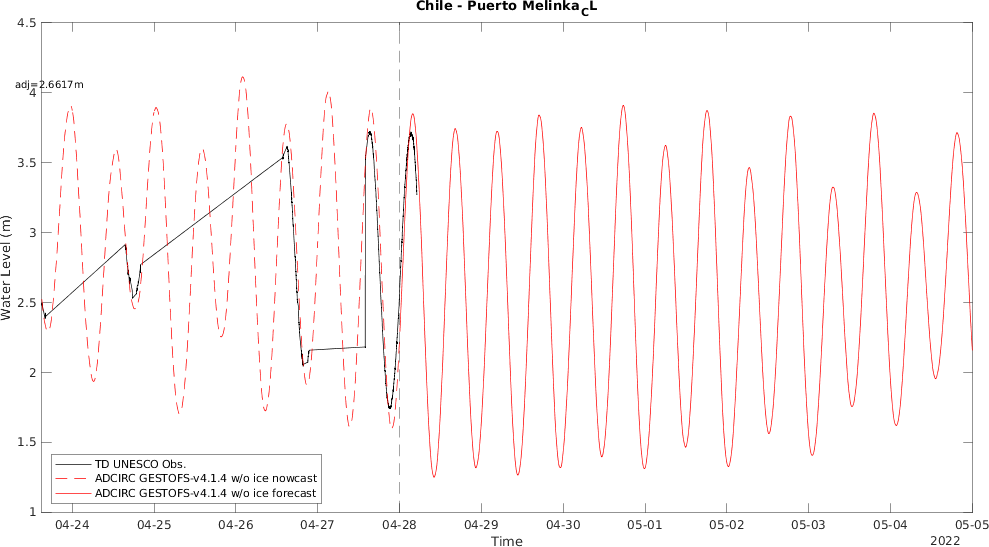 Chile - Puerto Melinka_CL
adj=2.6617m
4.5
4
3.5
3
2.5
2
1.5
1
Water Level (m)
TD UNESCO Obs.
ADCIRC GESTOFS-v4.1.4 w/o ice nowcast
ADCIRC GESTOFS-v4.1.4 w/o ice forecast
04-24 04-25 04-26 04-27 04-28 04-29 04-30 05-01 05-02 05-03 05-04 05-05
Time
2022